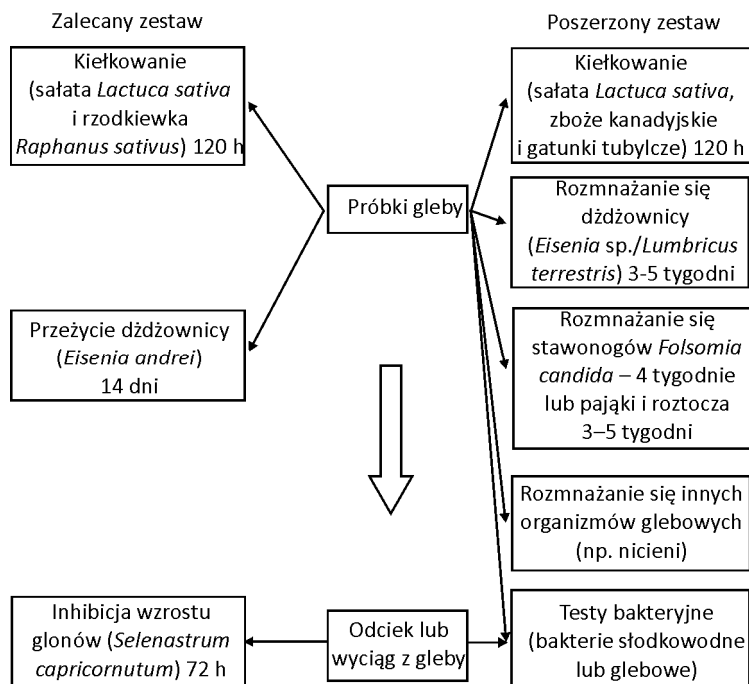 Zalecany zestaw
Kiełkowanie
(sałata Lactuca sativa
i rzodkiewka
Raphanus sativus) 120 h
Przeżycie dżdżownicy
(Eisenia andrei)
14 dni
Inhibicja wzrostu
glonów (Selenastrum
capricornutum) 72 h
Próbki gleby
Odciek lub
wyciąg z gleby
Poszerzony zestaw
Kiełkowanie
(sałata Lactuca sativa,
zboże kanadyjskie
i gatunki tubylcze) 120 h
Rozmnażanie się
dżdżownicy
(Eisenia sp./Lumbricus
terrestris) 3-5 tygodni
Rozmnażanie się
stawonogów Folsomia
candida – 4 tygodnie
lub pająki i roztocza
3–5 tygodni
Rozmnażanie się innych
organizmów glebowych
(np. nicieni)
Testy bakteryjne
(bakterie słodkowodne
lub glebowe)